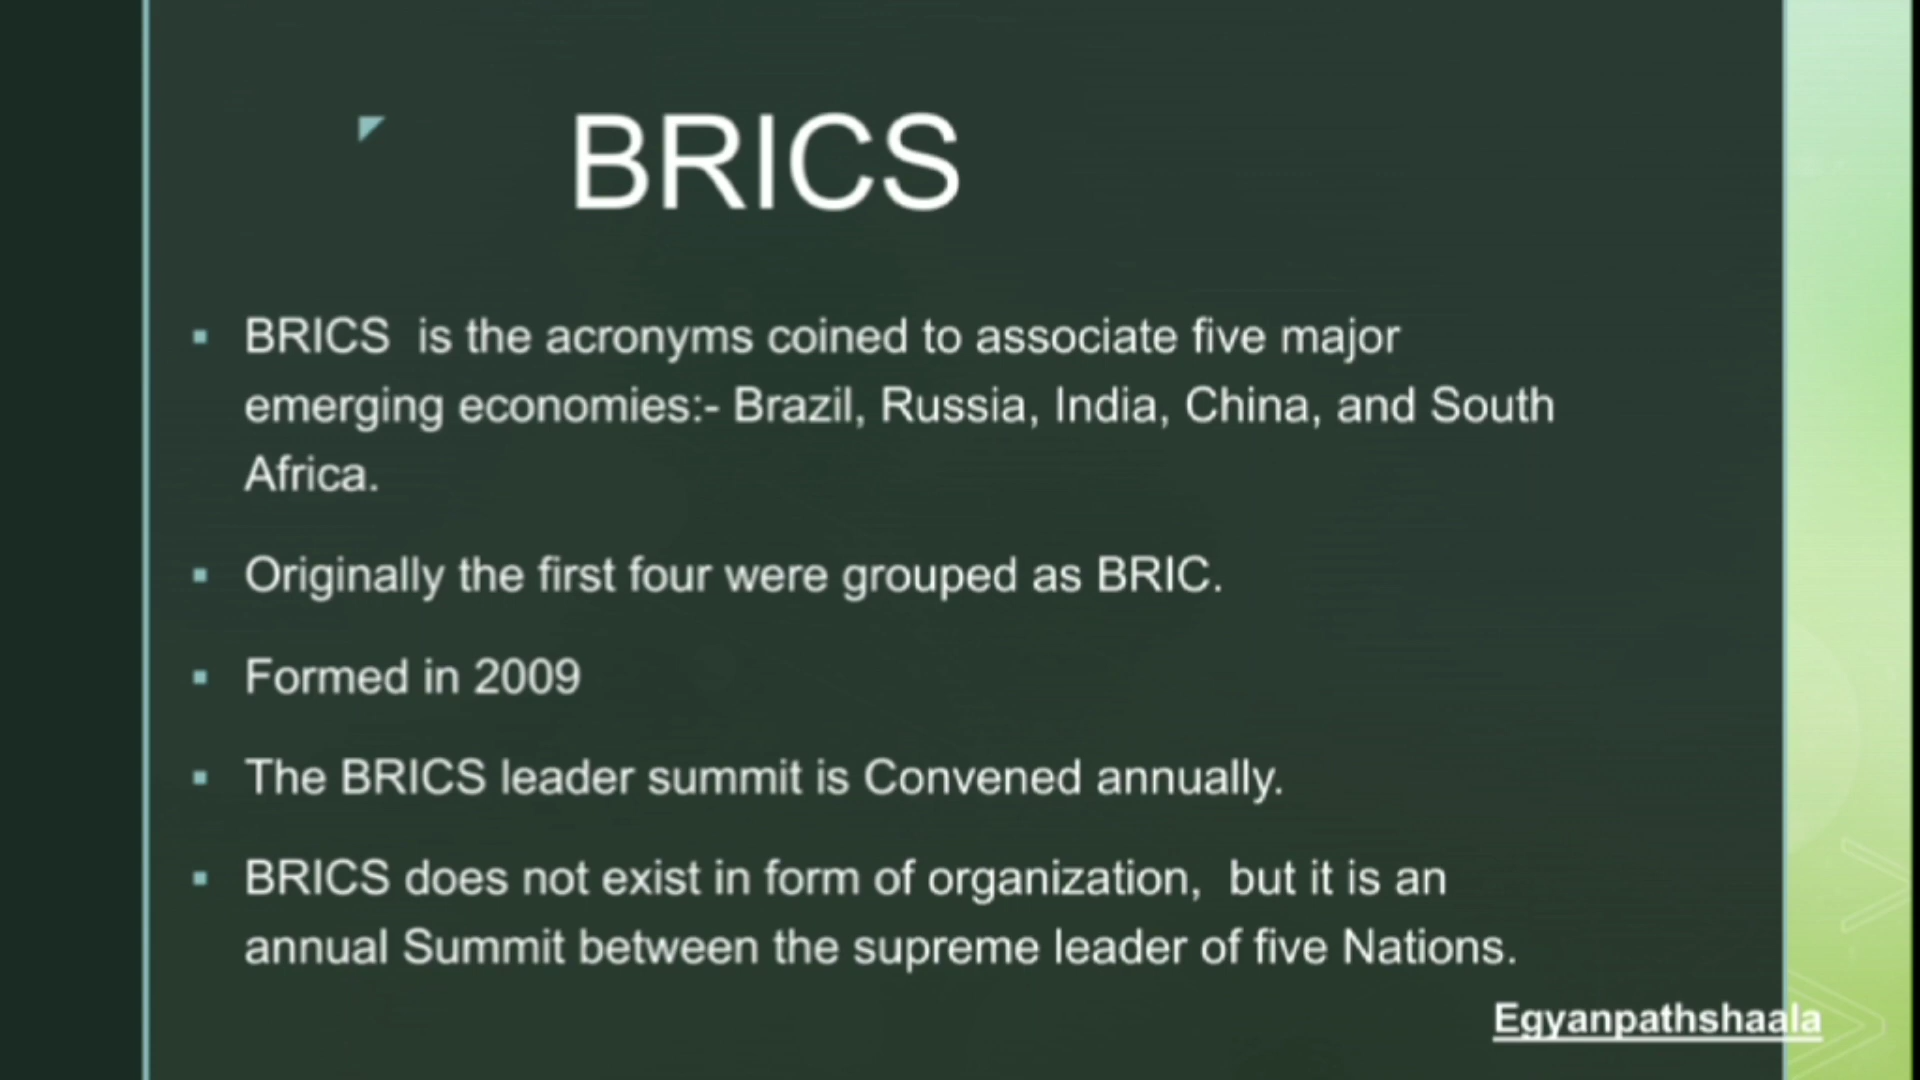 BRICS
▪ BRICS  is the acronyms coined to associate five major
emerging economies:- Brazil, Russia, India, China, and South
Africa.
▪ Originally the first four were grouped as BRIC.
▪ Formed in 2009
▪ The BRICS leader summit is Convened annually.
▪ BRICS does not exist in form of organization,  but it is an
annual Summit between the supreme leader of five Nations.
Egyanpathshaala